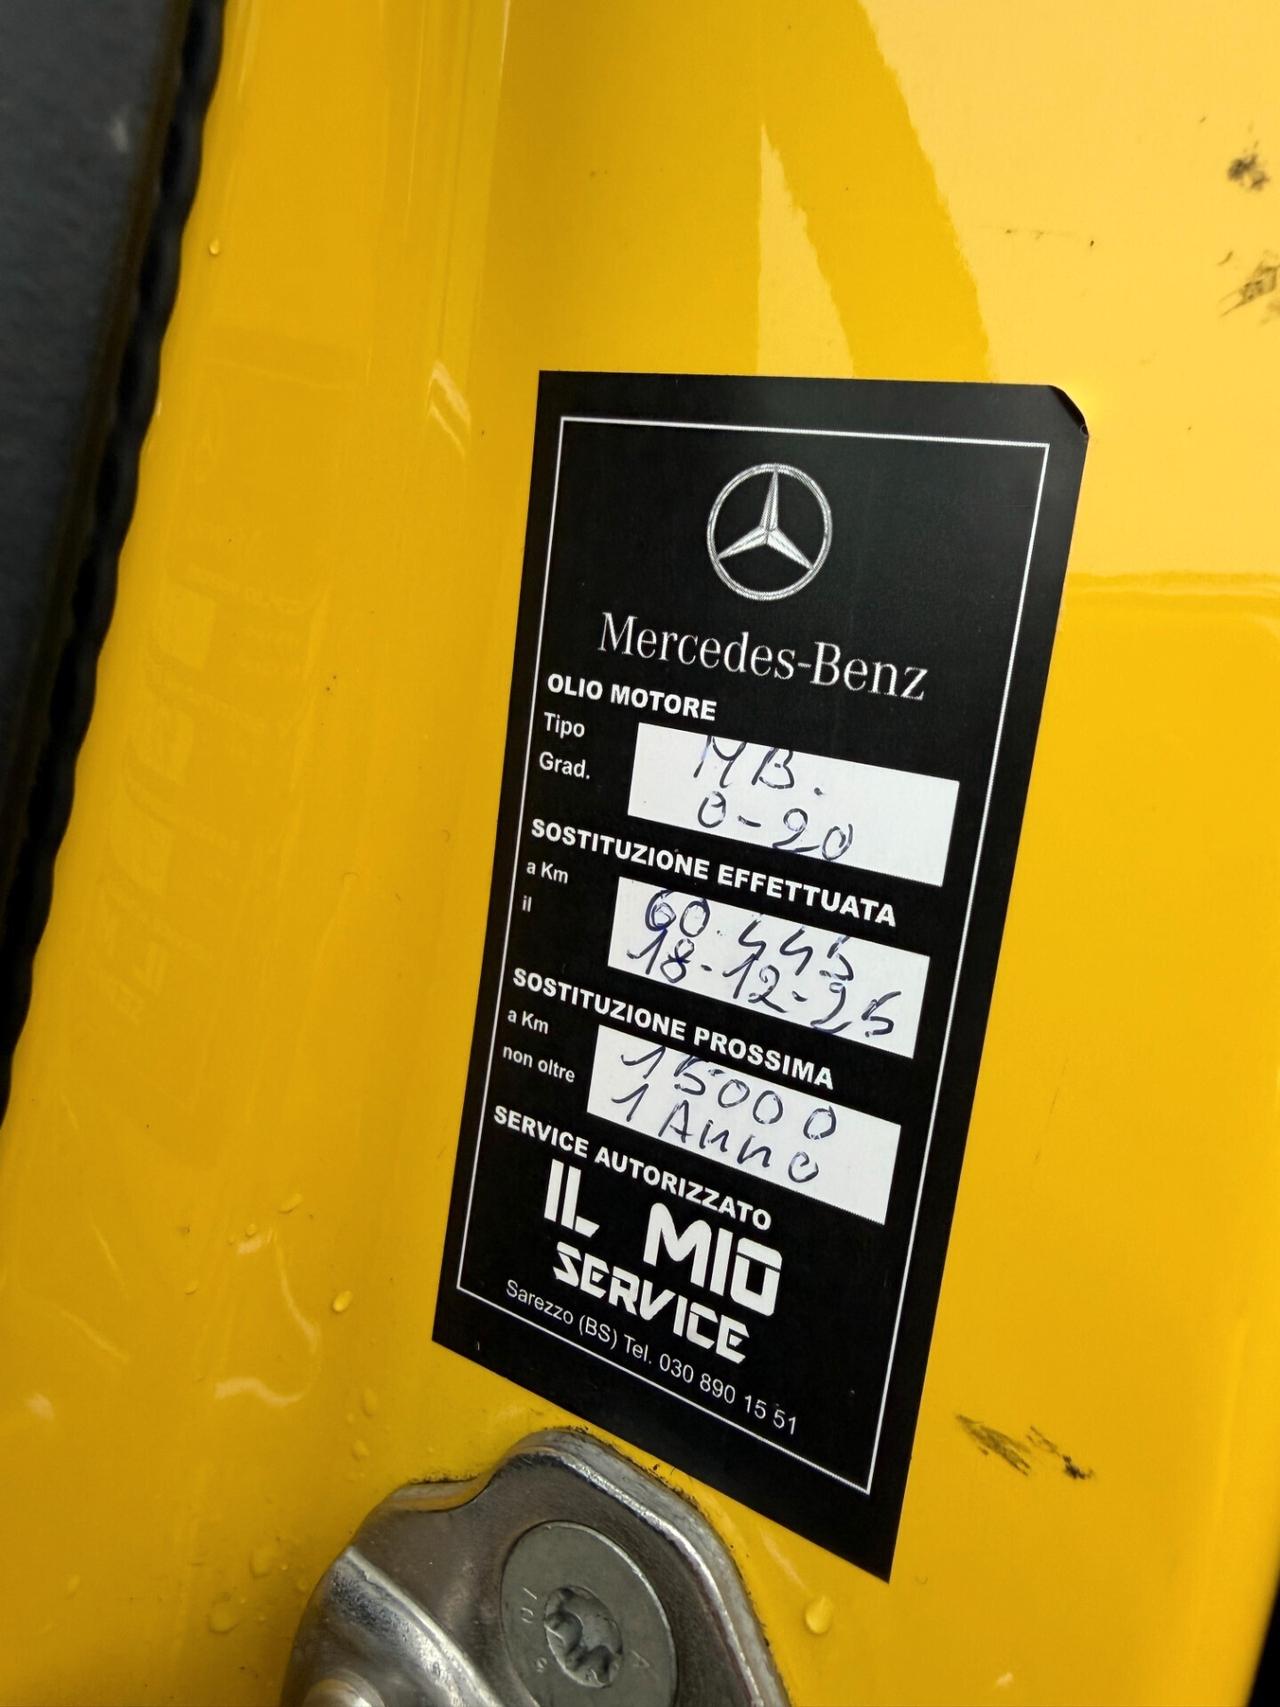 Mercedes-Benz
OLIO MOTORE
Tipo MB.
Grad. 0-20
SOSTITUZIONE EFFETTUATA
a Km 60.445
il 18-12-25
SOSTITUZIONE PROSSIMA
a Km 15000
non oltre 1 Anno
SERVICE AUTORIZZATO
IL MIO
SERVICE
Sarezzo (BS) Tel. 030 890 15 51